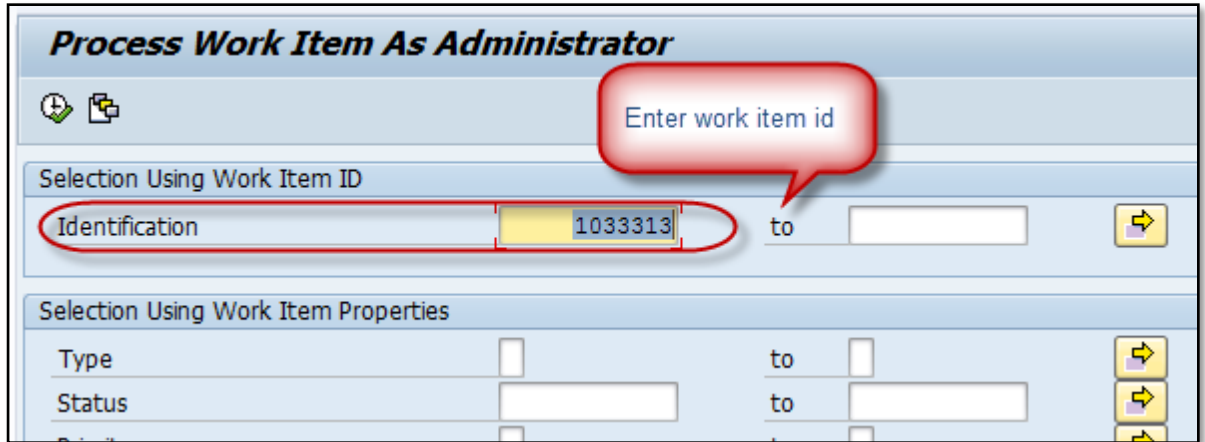 Process Work Item As Administrator
Enter work item id
Selection Using Work Item ID
Identification 1033313 to
Selection Using Work Item Properties
Type to
Status to